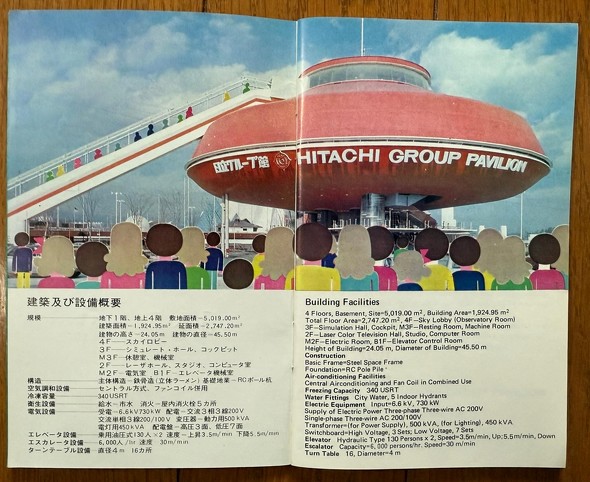 日立グループ館 HITACHI GROUP PAVILION
建築及び設備概要
規模 地下1階、地上4階 敷地面積-5,019.00m²
建築面積-1,924.95m² 延面積-2,747.20m²
建物の高さ-24.05m 建物の直径-45.50m
4F-スカイロビー
3F-シミュレート・ホール、コックピット
M3F-休憩室、機械室
2F-レーザーホール、スタジオ、コンピュータ室
M2F-電気室 B1F-エレベータ機械室
構造 主体構造-鉄骨造(立体ラーメン)基礎地業-RCポール杭
空気調和設備 セントラル方式、ファンコイル併用
冷凍容量 340USRT
衛生設備 給水-市水 消火-屋内消火栓5カ所
電気設備 受電-6.6kV730kW 配電-交流3相3線200V
交流単相3線200/100V 変圧器-動力用500kVA
電灯用450kVA 配電盤-高圧3面、低圧7面
エレベータ設備 乗用油圧式130人×2 速度-上昇3.5m/min 下降5.5m/min
エスカレータ設備 6,000人/hr 速度 30m/min
ターンテーブル設備 直径4m 16カ所
Building Facilities
4 Floors, Basement, Site=5,019.00 m², Building Area=1,924.95 m²
Total Floor Area=2,747.20 m², 4F-Sky Lobby (Observatory Room)
3F-Simulation Hall, Cockpit, M3F-Resting Room, Machine Room
2F-Laser Color Television Hall, Studio, Computer Room
M2F-Electric Room, B1F-Elevator Control Room
Height of Building=24.05 m, Diameter of Building=45.50 m
Construction
Basic Frame=Steel Space Frame
Foundation=RC Pole Pile
Air-conditioning Facilities
Central Airconditioning and Fan Coil in Combined Use
Freezing Capacity 340 USRT
Water Fittings City Water, 5 Indoor Hydrants
Electric Equipment Input=6.6 kV, 730 kW
Supply of Electric Power Three-phase Three-wire AC 200V
Single-phase Three-wire AC 200/100V
Transformer=(for Power Supply), 500 kVA, (for Lighting), 450 kVA
Switchboard=High Voltage, 3 Sets; Low Voltage, 7 Sets
Elevator Hydraulic Type 130 Persons x 2, Speed=3.5m/min, Up; 5.5m/min, Down
Escalator Capacity=6,000 persons/hr, Speed=30 m/min
Turn Table 16, Diameter=4 m